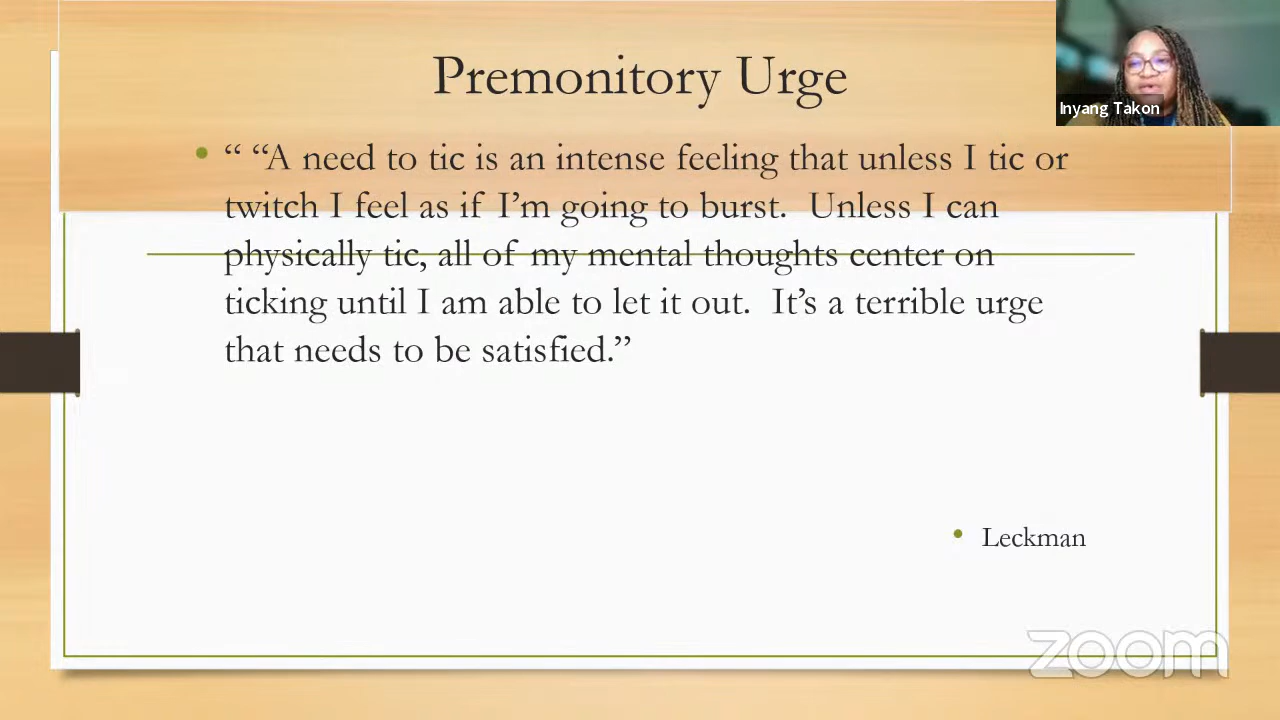 Premonitory Urge
Inyang Takon
• “ “A need to tic is an intense feeling that unless I tic or
twitch I feel as if I’m going to burst.  Unless I can
physically tic, all of my mental thoughts center on
ticking until I am able to let it out.  It’s a terrible urge
that needs to be satisfied.”
• Leckman
zoom